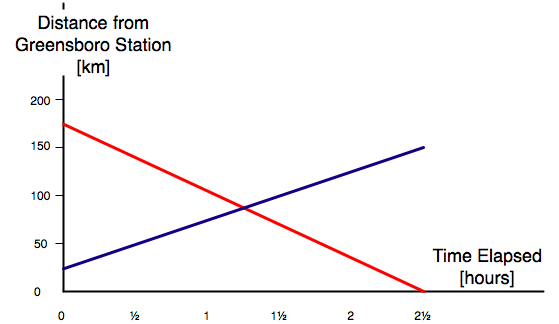 Distance from
Greensboro Station
[km]
200
150
100
50
0
Time Elapsed
[hours]
0 ½ 1 1½ 2 2½